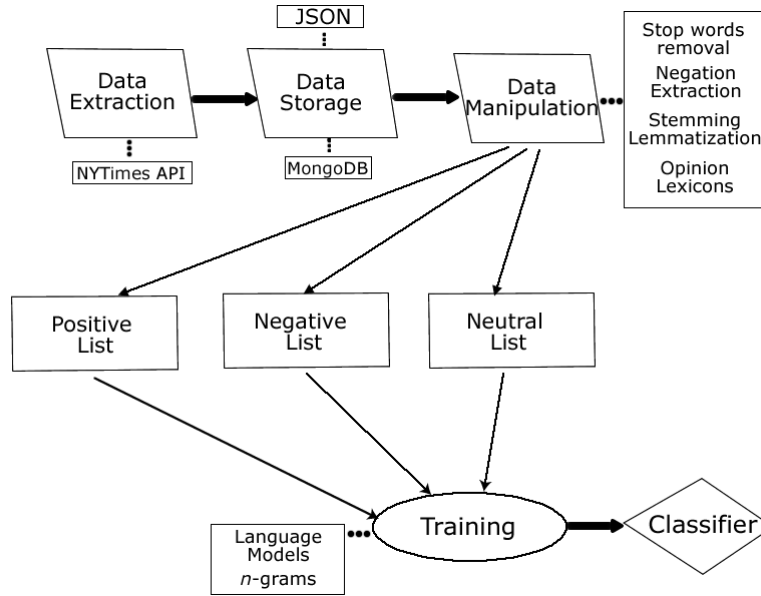 JSON
Data
Extraction
Data
Storage
Data
Manipulation
Stop words
removal
Negation
Extraction
Stemming
Lemmatization
Opinion
Lexicons
NYTimes API
MongoDB
Positive
List
Negative
List
Neutral
List
Training
Classifier
Language
Models
n-grams